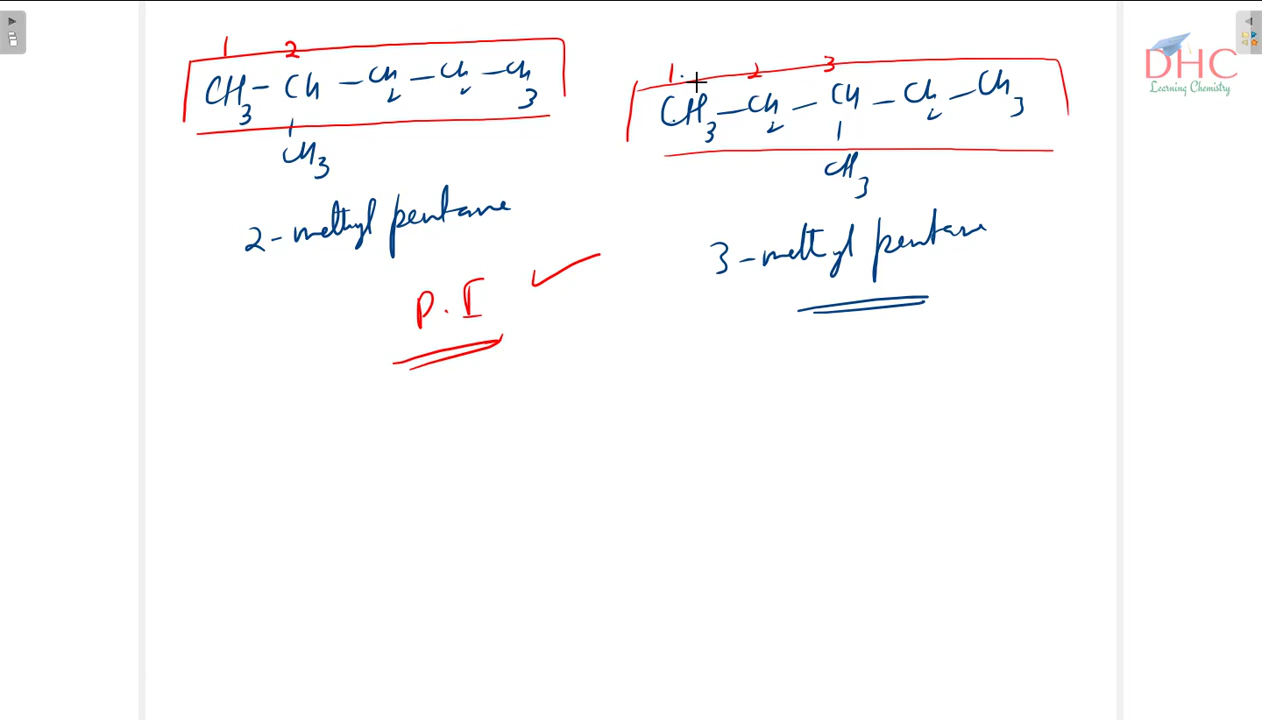 1 2
CH3 - CH - CH2 - CH2 - CH3
CH3
2 - methyl pentane
P. I
1 2 3
CH3 - CH2 - CH - CH2 - CH3
CH3
3 - methyl pentane
DHC
Learning Chemistry